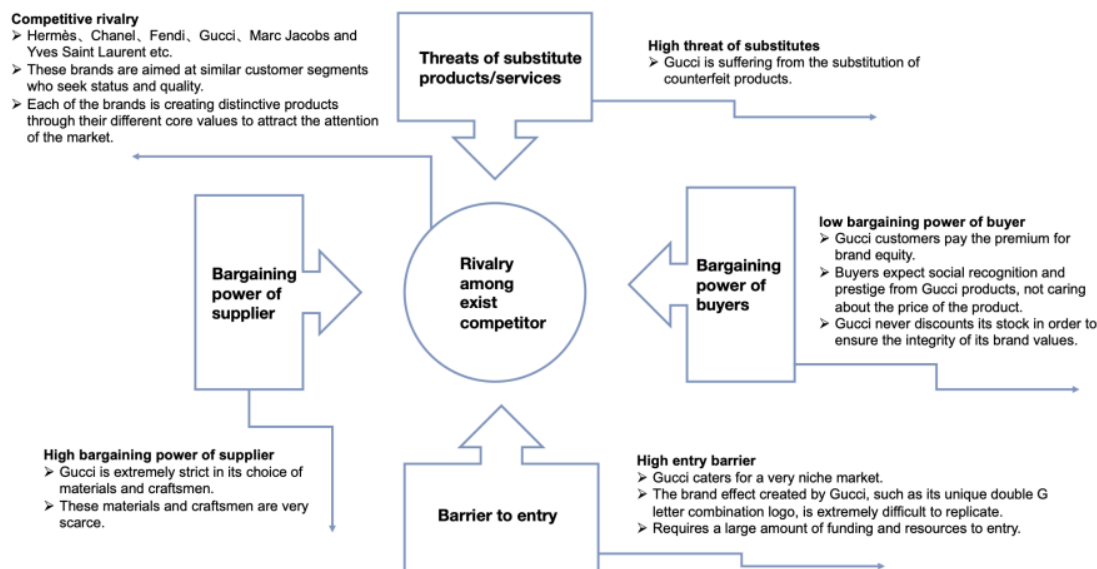 Competitive rivalry
➢ Hermès、Chanel、Fendi、Gucci、Marc Jacobs and
Yves Saint Laurent etc.
➢ These brands are aimed at similar customer segments
who seek status and quality.
➢ Each of the brands is creating distinctive products
through their different core values to attract the attention
of the market.
Threats of substitute
products/services
High threat of substitutes
➢ Gucci is suffering from the substitution of
counterfeit products.
Bargaining
power of
supplier
Rivalry
among
exist
competitor
Bargaining
power of
buyers
low bargaining power of buyer
➢ Gucci customers pay the premium for
brand equity.
➢ Buyers expect social recognition and
prestige from Gucci products, not caring
about the price of the product.
➢ Gucci never discounts its stock in order to
ensure the integrity of its brand values.
High bargaining power of supplier
➢ Gucci is extremely strict in its choice of
materials and craftsmen.
➢ These materials and craftsmen are very
scarce.
Barrier to entry
High entry barrier
➢ Gucci caters for a very niche market.
➢ The brand effect created by Gucci, such as its unique double G
letter combination logo, is extremely difficult to replicate.
➢ Requires a large amount of funding and resources to entry.